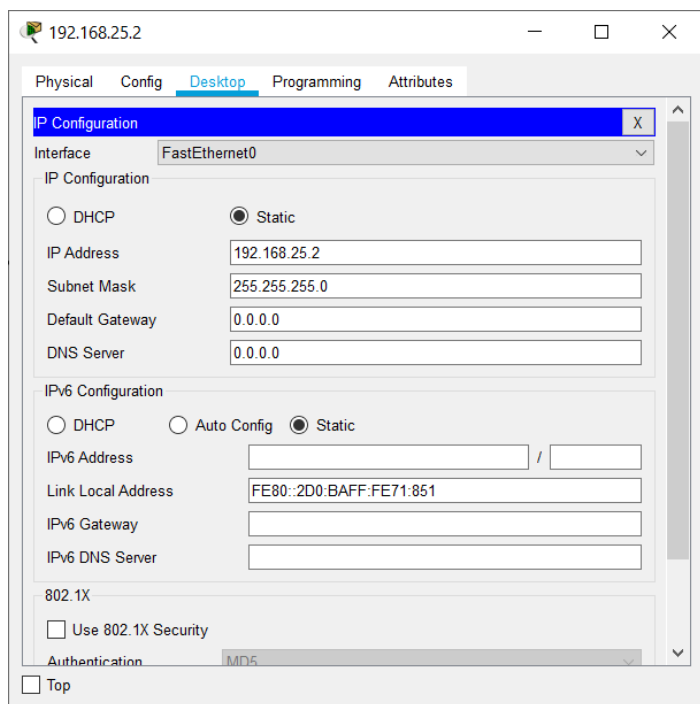 192.168.25.2
Physical Config Desktop Programming Attributes
IP Configuration X
Interface FastEthernet0
IP Configuration
DHCP Static
IP Address 192.168.25.2
Subnet Mask 255.255.255.0
Default Gateway 0.0.0.0
DNS Server 0.0.0.0
IPv6 Configuration
DHCP Auto Config Static
IPv6 Address /
Link Local Address FE80::2D0:BAFF:FE71:851
IPv6 Gateway
IPv6 DNS Server
802.1X
Use 802.1X Security
Authentication MD5
Top